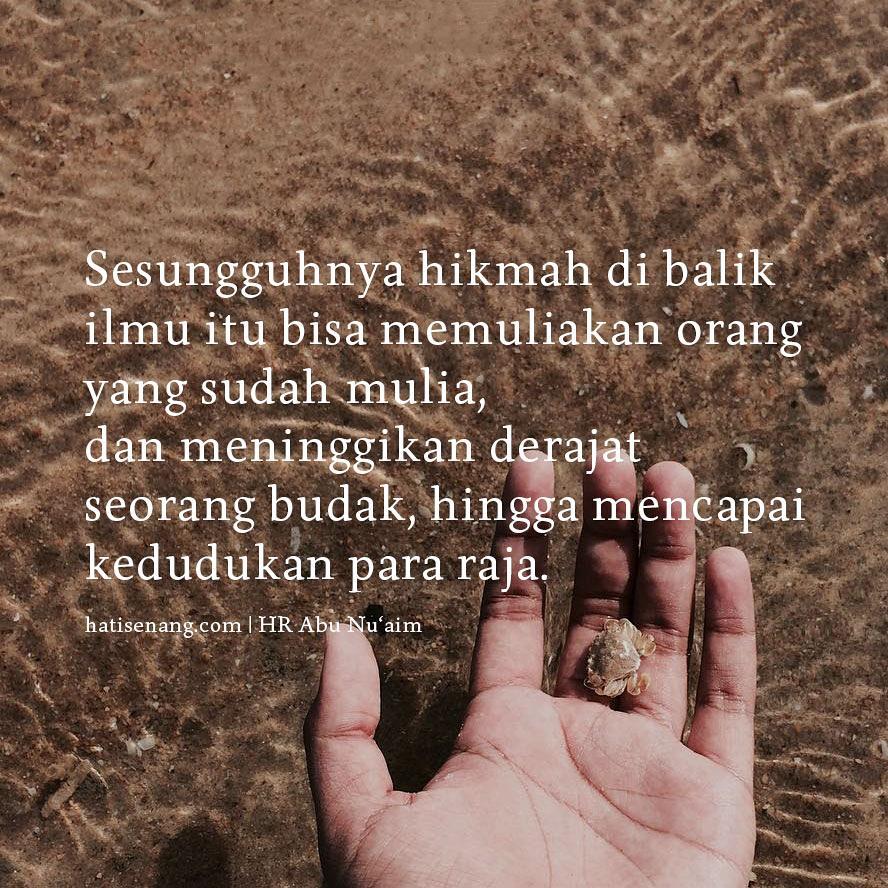 Sesungguhnya hikmah di balik
ilmu itu bisa memuliakan orang
yang sudah mulia,
dan meninggikan derajat
seorang budak, hingga mencapai
kedudukan para raja.
hatisenang.com | HR Abu Nu‘aim